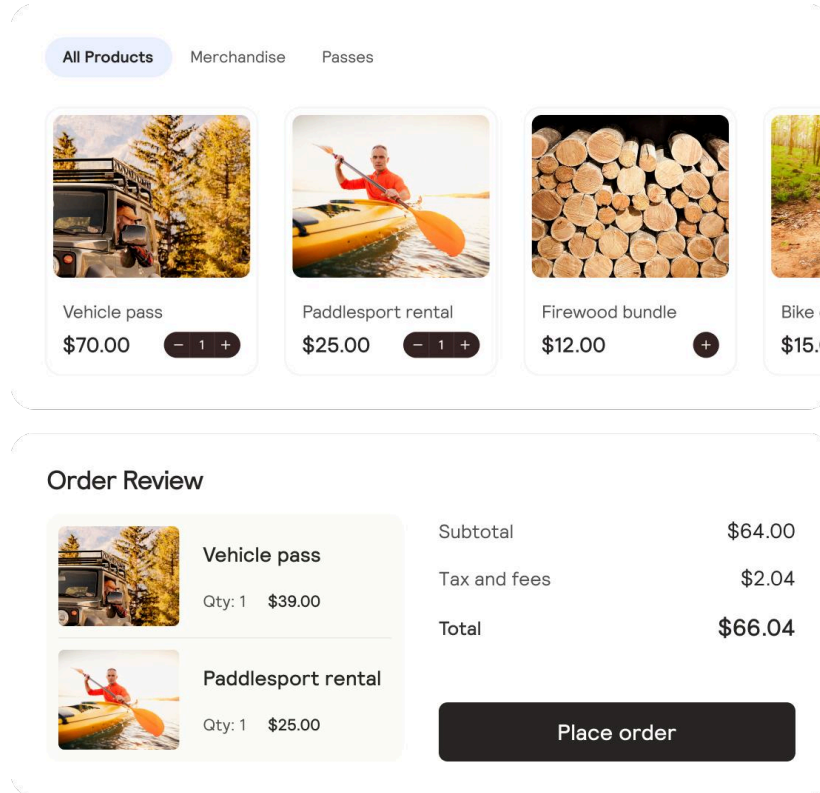 All Products Merchandise Passes
Vehicle pass
$70.00 − 1 +
Paddlesport rental
$25.00 − 1 +
Firewood bundle
$12.00 +
Bike
$15.
Order Review
Vehicle pass
Qty: 1 $39.00
Paddlesport rental
Qty: 1 $25.00
Subtotal $64.00
Tax and fees $2.04
Total $66.04
Place order